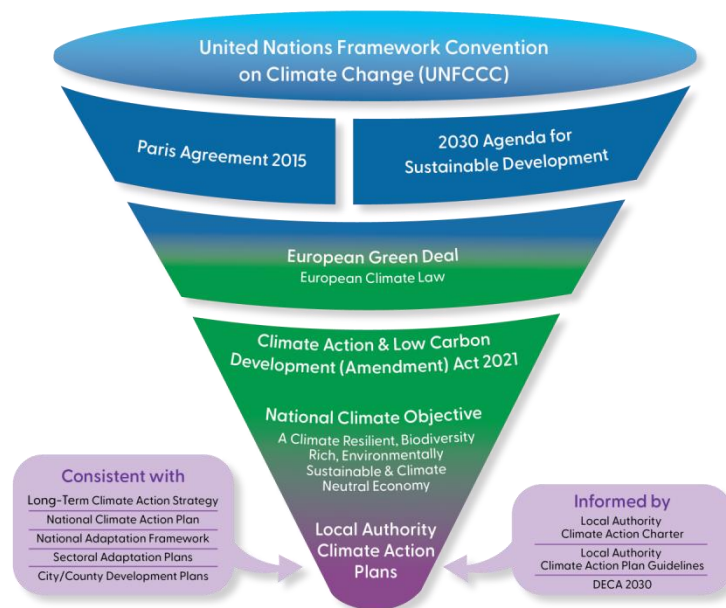 United Nations Framework Convention
on Climate Change (UNFCCC)
Paris Agreement 2015
2030 Agenda for
Sustainable Development
European Green Deal
European Climate Law
Climate Action & Low Carbon
Development (Amendment) Act 2021
National Climate Objective
A Climate Resilient, Biodiversity
Rich, Environmentally
Sustainable & Climate
Neutral Economy
Local Authority
Climate Action
Plans
Consistent with
Long-Term Climate Action Strategy
National Climate Action Plan
National Adaptation Framework
Sectoral Adaptation Plans
City/County Development Plans
Informed by
Local Authority
Climate Action Charter
Local Authority
Climate Action Plan Guidelines
DECA 2030